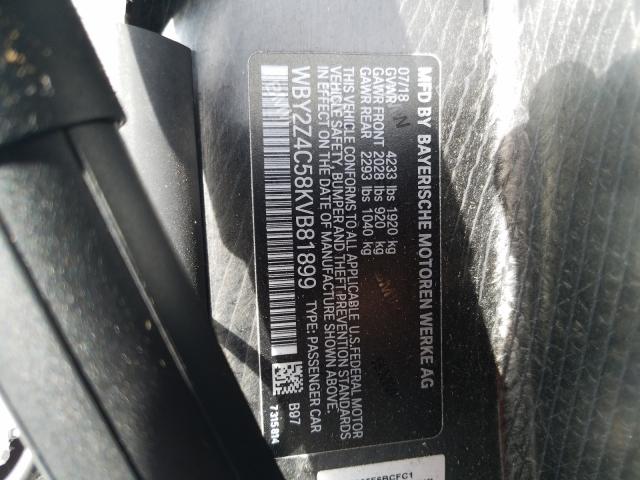 MFD BY BAYERISCHE MOTOREN WERKE AG
07/18
GVWR 4233 lbs 1920 kg
GAWR FRONT 2028 lbs 920 kg
GAWR REAR 2293 lbs 1040 kg
THIS VEHICLE CONFORMS TO ALL APPLICABLE U.S. FEDERAL MOTOR
VEHICLE SAFETY, BUMPER AND THEFT PREVENTION STANDARDS
IN EFFECT ON THE DATE OF MANUFACTURE SHOWN ABOVE.
WBY2Z4C58KVB81899 TYPE: PASSENGER CAR
B97
7315814